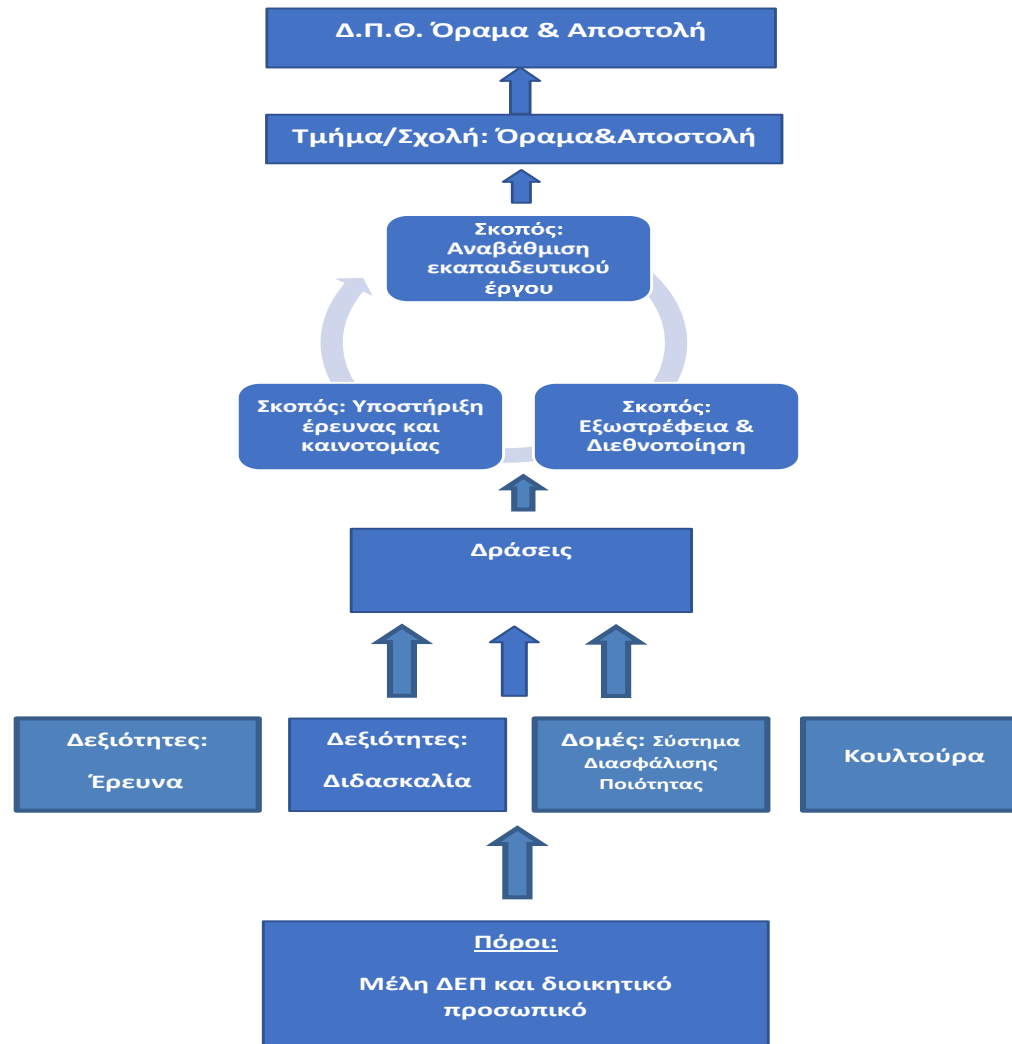 Δ.Π.Θ. Όραμα & Αποστολή
Τμήμα/Σχολή: Όραμα&Αποστολή
Σκοπός:
Αναβάθμιση
εκαπαιδευτικού
έργου
Σκοπός: Υποστήριξη
έρευνας και
καινοτομίας
Σκοπός:
Εξωστρέφεια &
Διεθνοποίηση
Δράσεις
Δεξιότητες:
Έρευνα
Δεξιότητες:
Διδασκαλία
Δομές: Σύστημα
Διασφάλισης
Ποιότητας
Κουλτούρα
Πόροι:
Μέλη ΔΕΠ και διοικητικό
προσωπικό